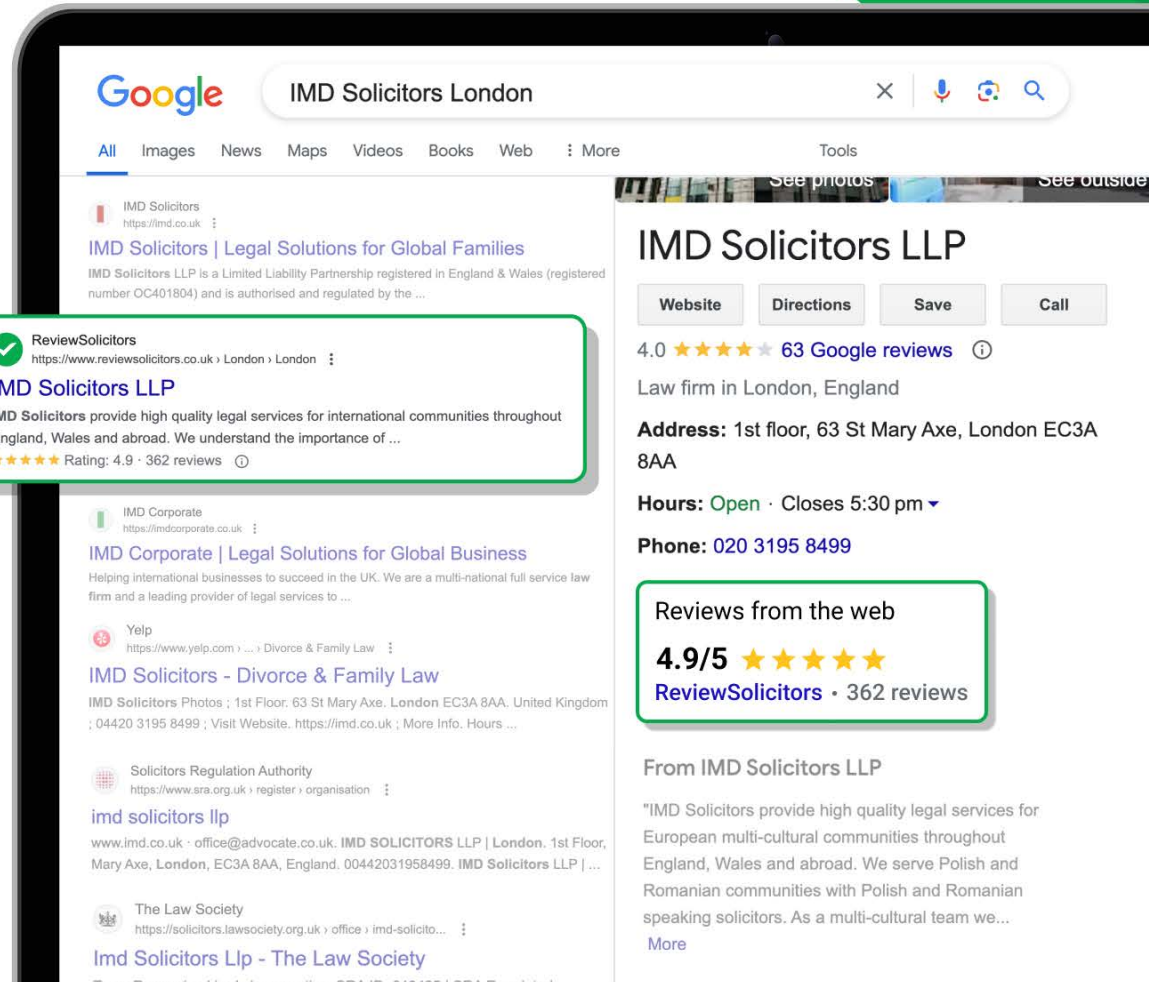 Google
IMD Solicitors London
All Images News Maps Videos Books Web More Tools
IMD Solicitors
https://imd.co.uk
IMD Solicitors | Legal Solutions for Global Families
IMD Solicitors LLP is a Limited Liability Partnership registered in England & Wales (registered
number OC401804) and is authorised and regulated by the ...
ReviewSolicitors
https://www.reviewsolicitors.co.uk › London › London
MD Solicitors LLP
MD Solicitors provide high quality legal services for international communities throughout
ngland, Wales and abroad. We understand the importance of ...
Rating: 4.9 · 362 reviews
IMD Corporate
https://imdcorporate.co.uk
IMD Corporate | Legal Solutions for Global Business
Helping international businesses to succeed in the UK. We are a multi-national full service law
firm and a leading provider of legal services to ...
Yelp
https://www.yelp.com › ... › Divorce & Family Law
IMD Solicitors - Divorce & Family Law
IMD Solicitors Photos ; 1st Floor. 63 St Mary Axe. London EC3A 8AA. United Kingdom
; 04420 3195 8499 ; Visit Website. https://imd.co.uk ; More Info. Hours ...
Solicitors Regulation Authority
https://www.sra.org.uk › register › organisation
imd solicitors llp
www.imd.co.uk · office@advocate.co.uk. IMD SOLICITORS LLP | London. 1st Floor,
Mary Axe, London, EC3A 8AA, England. 00442031958499. IMD Solicitors LLP | ...
The Law Society
https://solicitors.lawsociety.org.uk › office › imd-solicito...
Imd Solicitors Llp - The Law Society
See photos
See outside
IMD Solicitors LLP
Website Directions Save Call
4.0 63 Google reviews
Law firm in London, England
Address: 1st floor, 63 St Mary Axe, London EC3A
8AA
Hours: Open · Closes 5:30 pm
Phone: 020 3195 8499
Reviews from the web
4.9/5
ReviewSolicitors • 362 reviews
From IMD Solicitors LLP
"IMD Solicitors provide high quality legal services for
European multi-cultural communities throughout
England, Wales and abroad. We serve Polish and
Romanian communities with Polish and Romanian
speaking solicitors. As a multi-cultural team we...
More